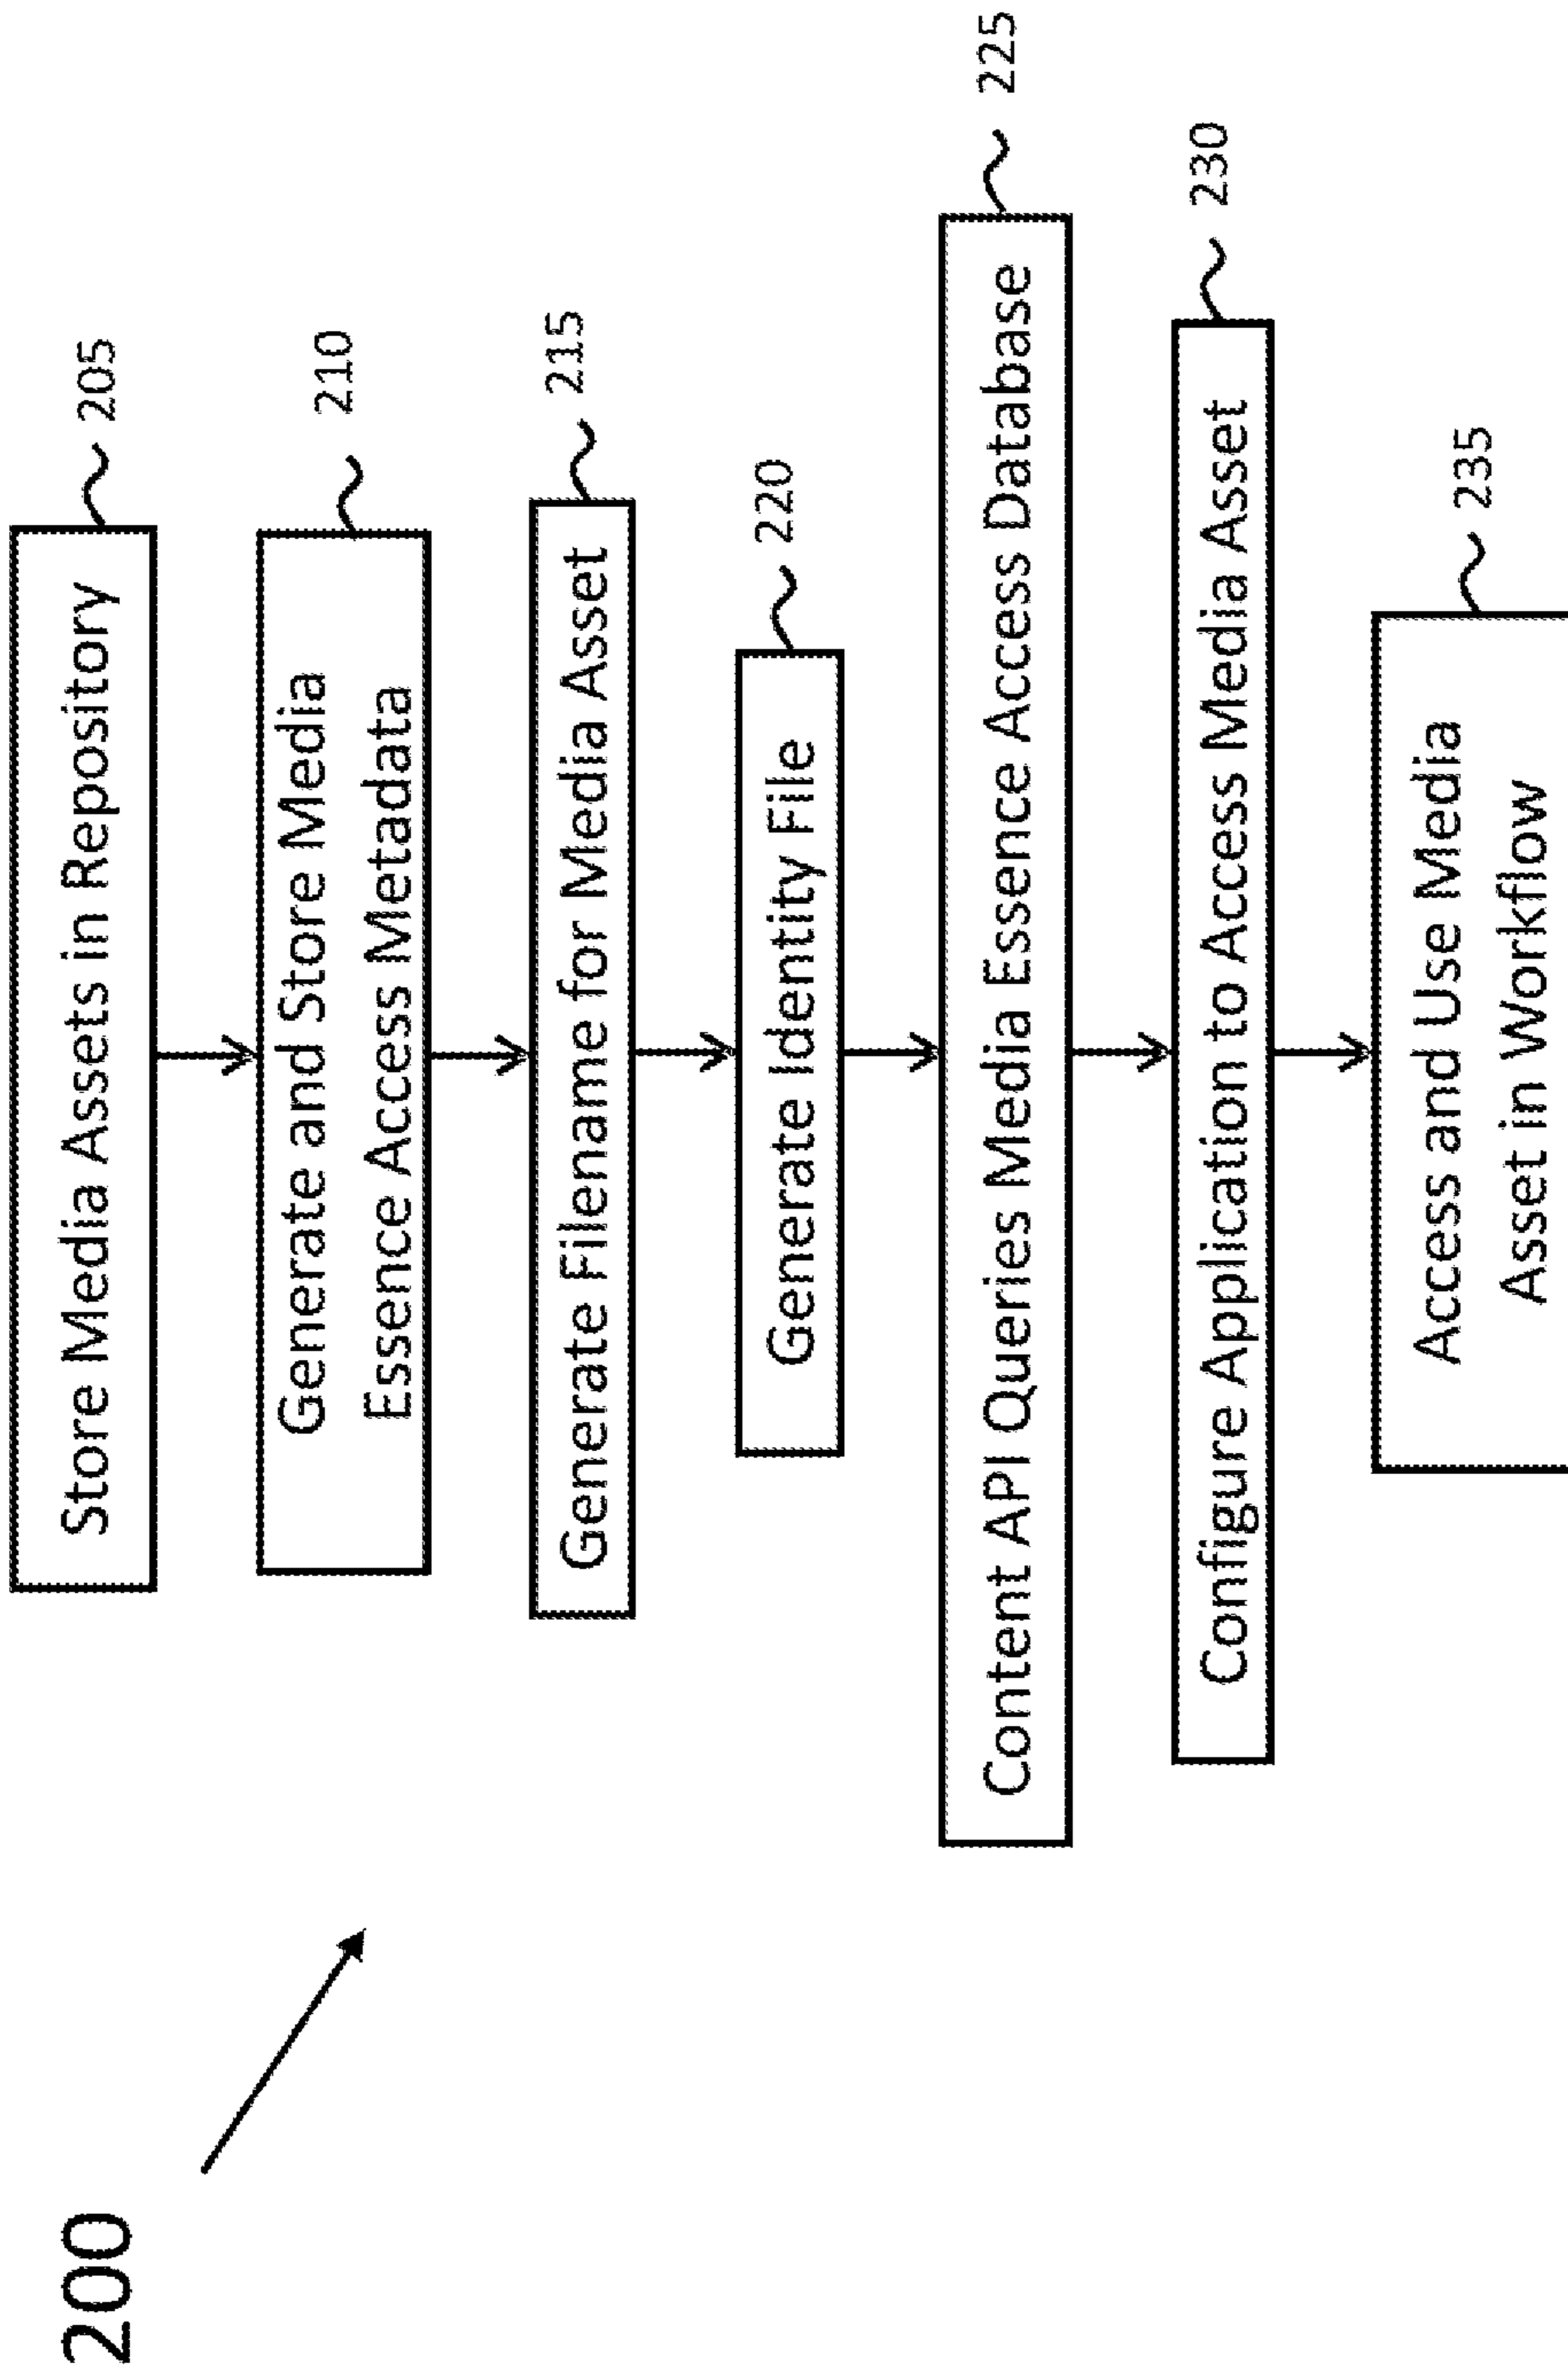 200
Store Media Assets in Repository
205
Generate and Store Media
Essence Access Metadata
210
Generate Filename for Media Asset
215
Generate Identity File
220
Content API Queries Media Essence Access Database
225
Configure Application to Access Media Asset
230
Access and Use Media
Asset in Workflow
235